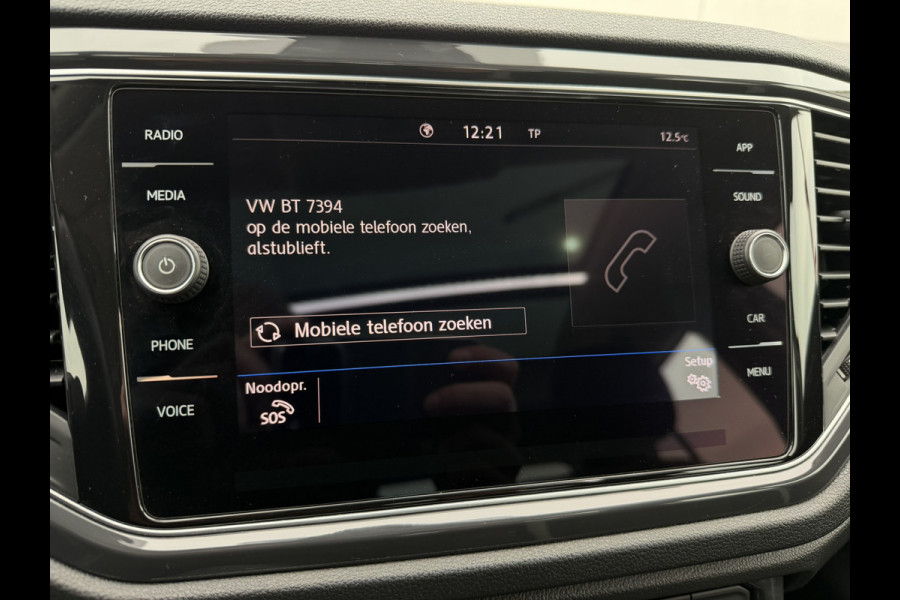 RADIO
MEDIA
PHONE
VOICE
12:21 TP 12.5°C
VW BT 7394
op de mobiele telefoon zoeken,
alstublieft.
Mobiele telefoon zoeken
Noodopr.
SOS
Setup
APP
SOUND
CAR
MENU